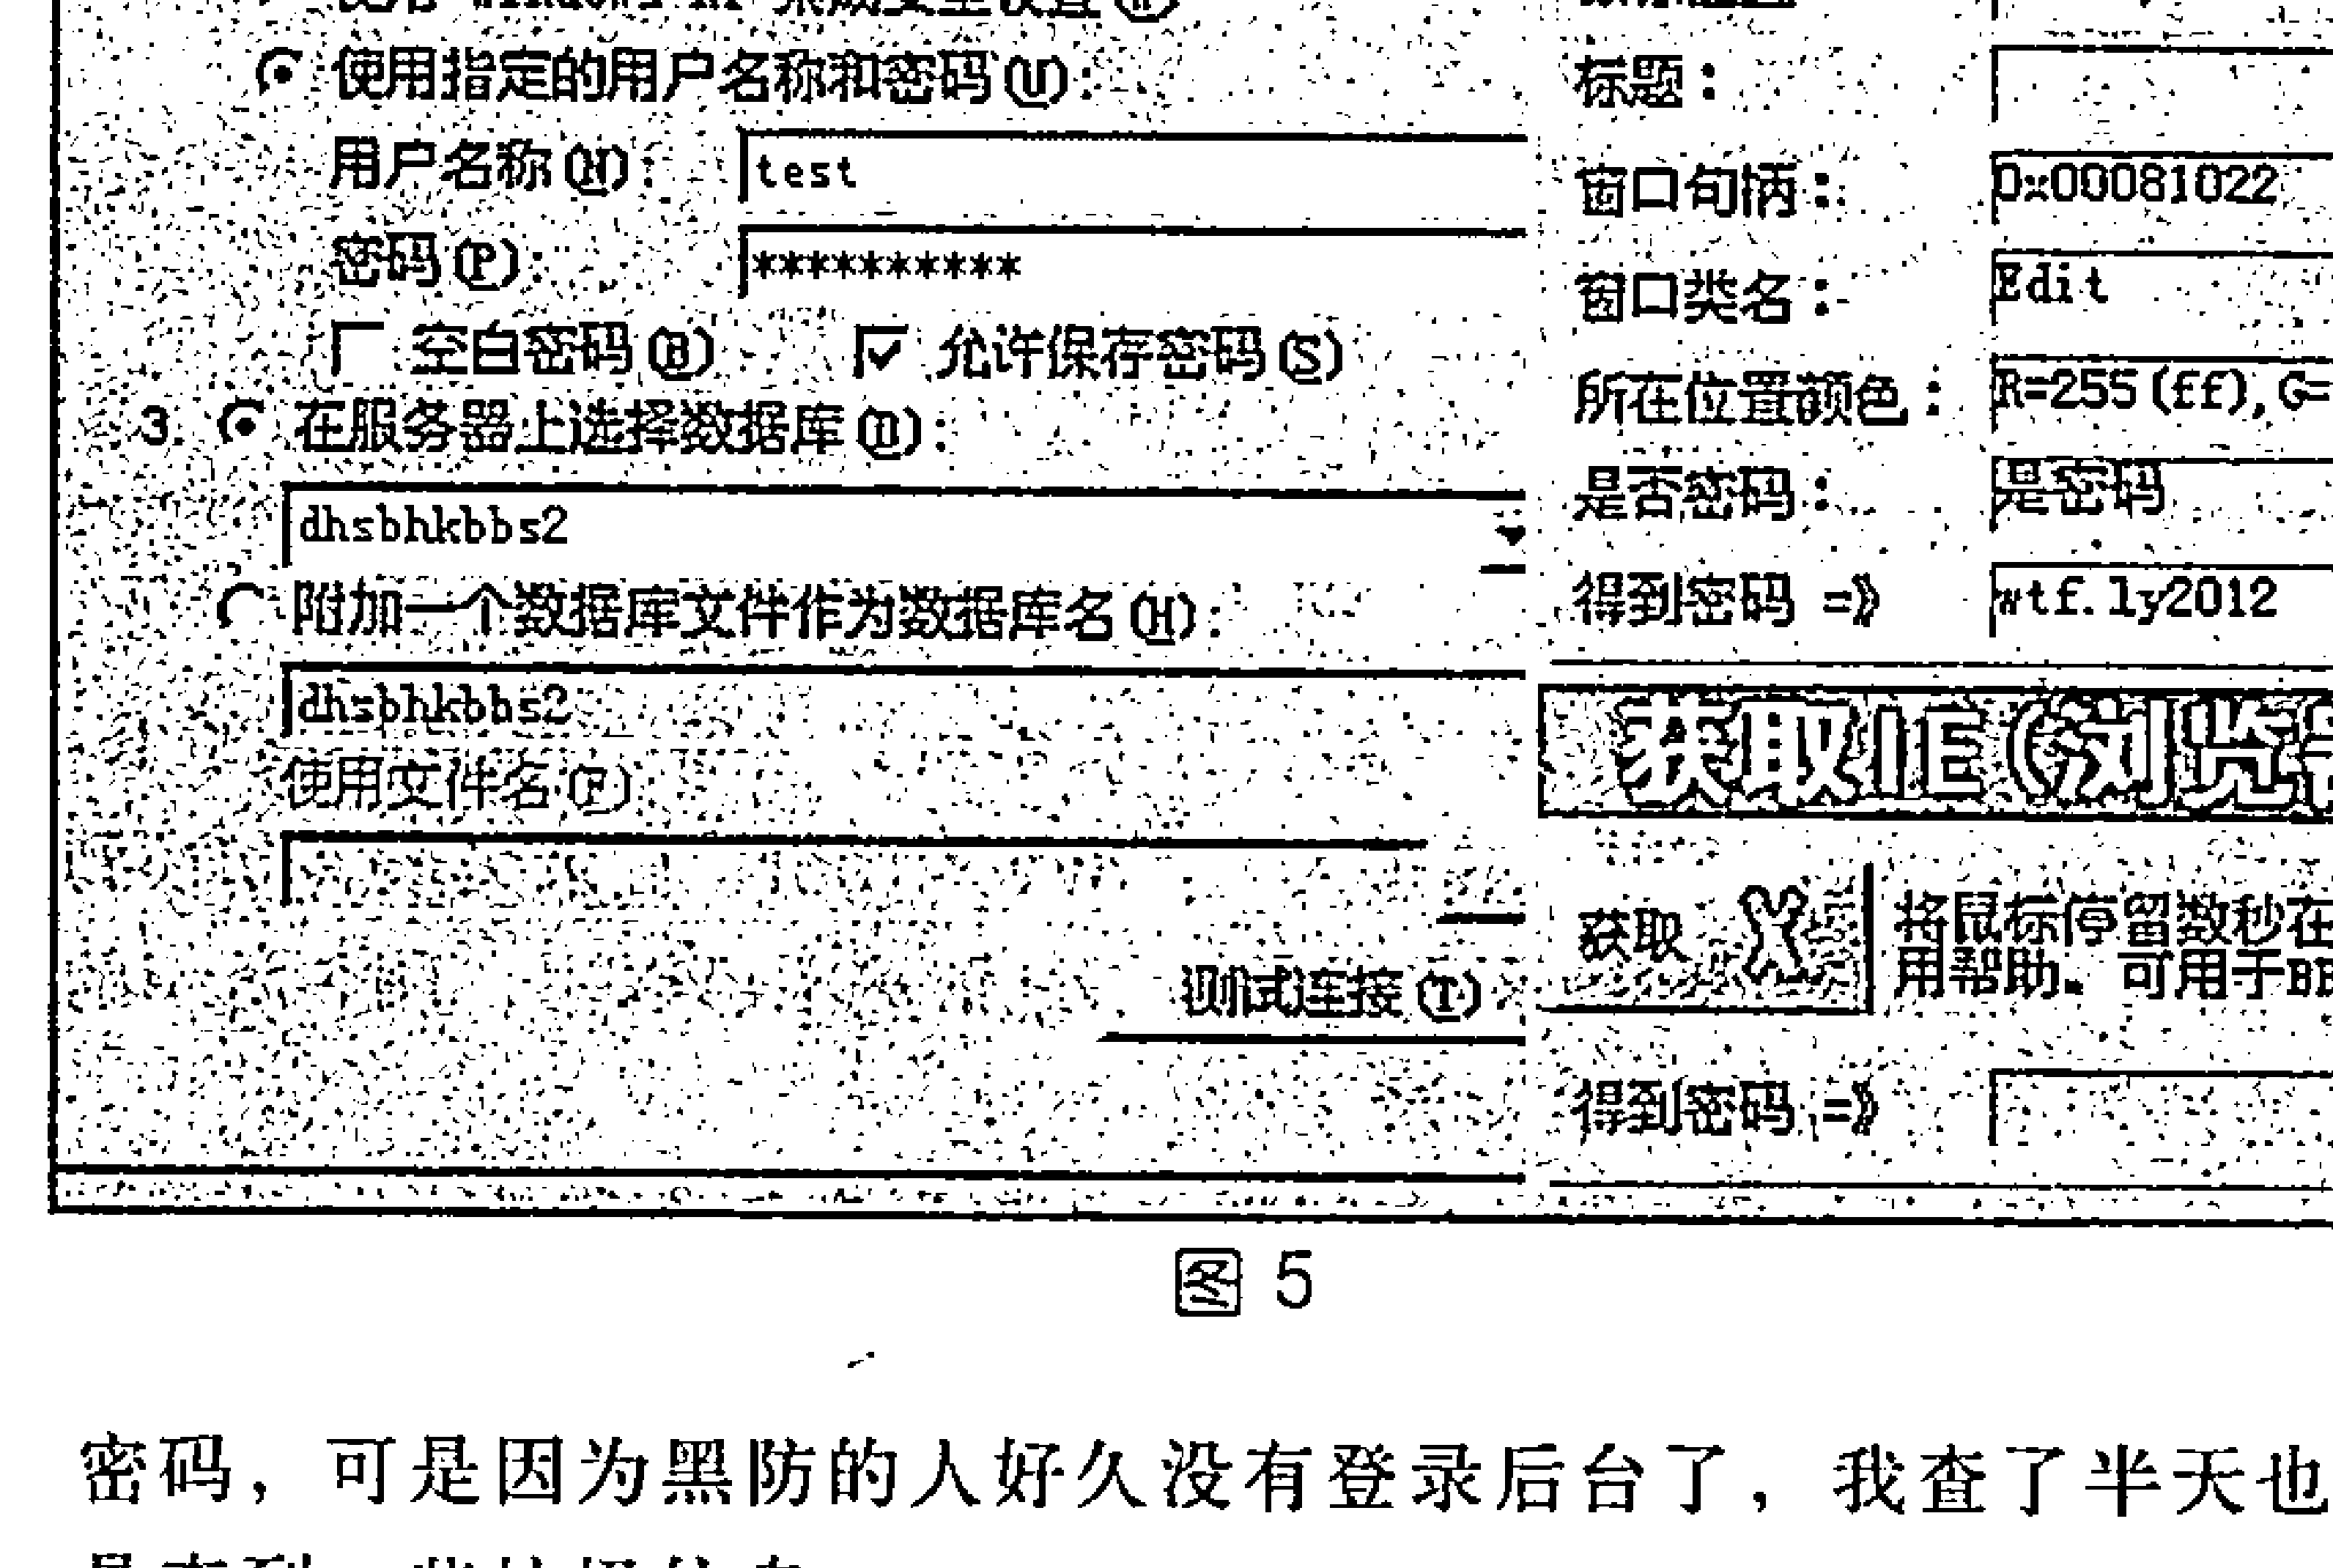 使用指定的用户名称和密码(U):
用户名称(N): test
密码(P): **********
空白密码(B) 允许保存密码(S)
3. 在服务器上选择数据库(D):
dhsbhkbbs2
附加一个数据库文件作为数据库名(H):
dhsbhkbbs2
使用文件名(F)
测试连接(T)
标题:
窗口句柄: 0x00081022
窗口类名: Edit
所在位置颜色: R=255(ff),G=
是否密码: 是密码
得到密码 =》 wtf.ly2012
获取IE(浏览
获取
将鼠标停留数秒在
用帮助。可用于BB
得到密码 =》
图 5
密码，可是因为黑防的人好久没有登录后台了，我查了半天也